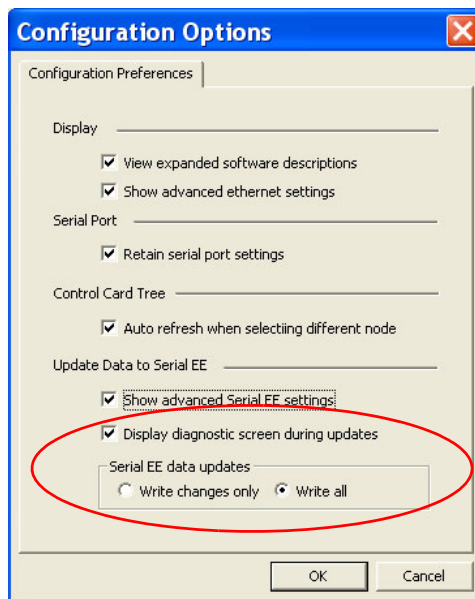 Configuration Options
Configuration Preferences
Display
View expanded software descriptions
Show advanced ethernet settings
Serial Port
Retain serial port settings
Control Card Tree
Auto refresh when selectiing different node
Update Data to Serial EE
Show advanced Serial EE settings
Display diagnostic screen during updates
Serial EE data updates
Write changes only Write all
OK Cancel